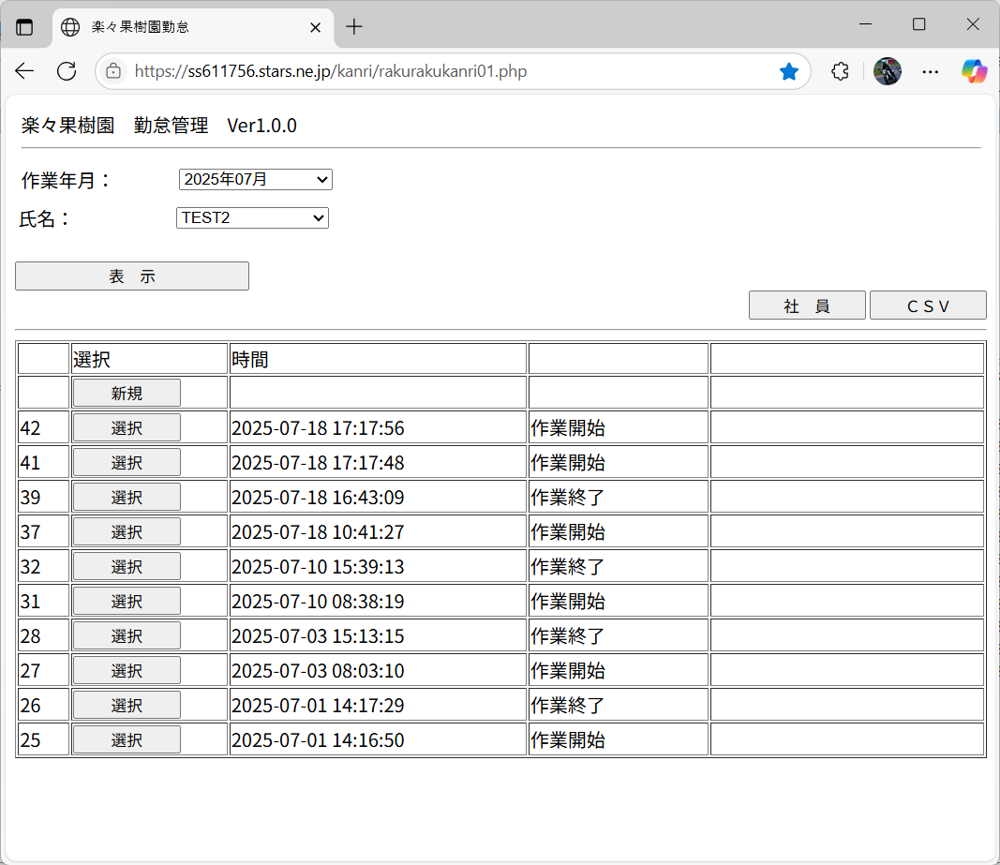 楽々果樹園勤怠
https://ss611756.stars.ne.jp/kanri/rakurakukanri01.php
楽々果樹園　勤怠管理　Ver1.0.0
作業年月： 2025年07月
氏名： TEST2
表　示
社　員 ＣＳＶ
選択 時間
新規
42 選択 2025-07-18 17:17:56 作業開始
41 選択 2025-07-18 17:17:48 作業開始
39 選択 2025-07-18 16:43:09 作業終了
37 選択 2025-07-18 10:41:27 作業開始
32 選択 2025-07-10 15:39:13 作業終了
31 選択 2025-07-10 08:38:19 作業開始
28 選択 2025-07-03 15:13:15 作業終了
27 選択 2025-07-03 08:03:10 作業開始
26 選択 2025-07-01 14:17:29 作業終了
25 選択 2025-07-01 14:16:50 作業開始